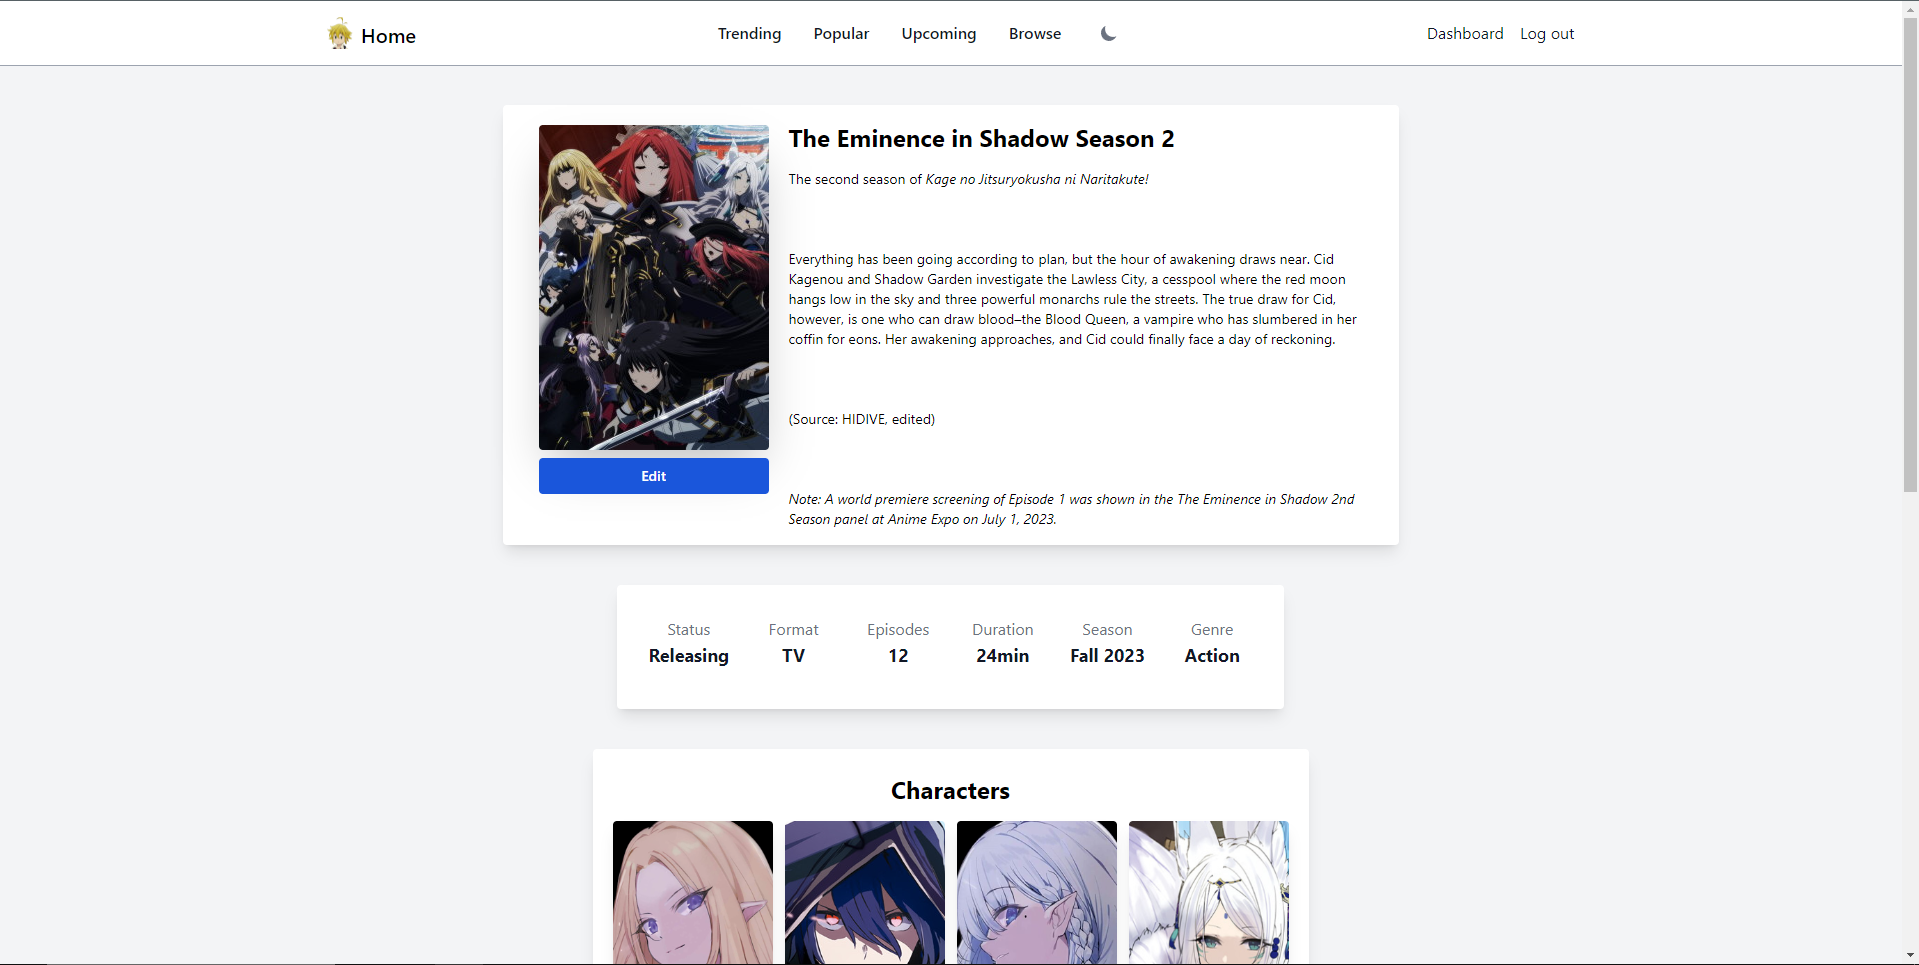 Home
Trending
Popular
Upcoming
Browse
Dashboard
Log out
The Eminence in Shadow Season 2
The second season of Kage no Jitsuryokusha ni Naritakute!
Everything has been going according to plan, but the hour of awakening draws near. Cid
Kagenou and Shadow Garden investigate the Lawless City, a cesspool where the red moon
hangs low in the sky and three powerful monarchs rule the streets. The true draw for Cid,
however, is one who can draw blood–the Blood Queen, a vampire who has slumbered in her
coffin for eons. Her awakening approaches, and Cid could finally face a day of reckoning.
(Source: HIDIVE, edited)
Note: A world premiere screening of Episode 1 was shown in the The Eminence in Shadow 2nd
Season panel at Anime Expo on July 1, 2023.
Edit
Status
Releasing
Format
TV
Episodes
12
Duration
24min
Season
Fall 2023
Genre
Action
Characters